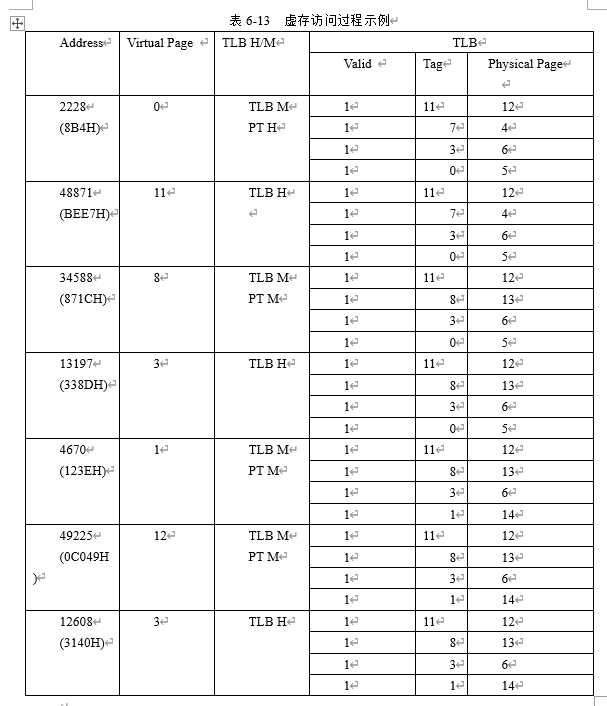 表 6-13 虚存访问过程示例
Address Virtual Page TLB H/M TLB
Valid Tag Physical Page
2228 0 TLB M 1 11 12
(8B4H) PT H 1 7 4
1 3 6
1 0 5
48871 11 TLB H 1 11 12
(BEE7H) 1 7 4
1 3 6
1 0 5
34588 8 TLB M 1 11 12
(871CH) PT M 1 8 13
1 3 6
1 0 5
13197 3 TLB H 1 11 12
(338DH) 1 8 13
1 3 6
1 0 5
4670 1 TLB M 1 11 12
(123EH) PT M 1 8 13
1 3 6
1 1 14
49225 12 TLB M 1 11 12
(0C049H PT M 1 8 13
) 1 3 6
1 1 14
12608 3 TLB H 1 11 12
(3140H) 1 8 13
1 3 6
1 1 14